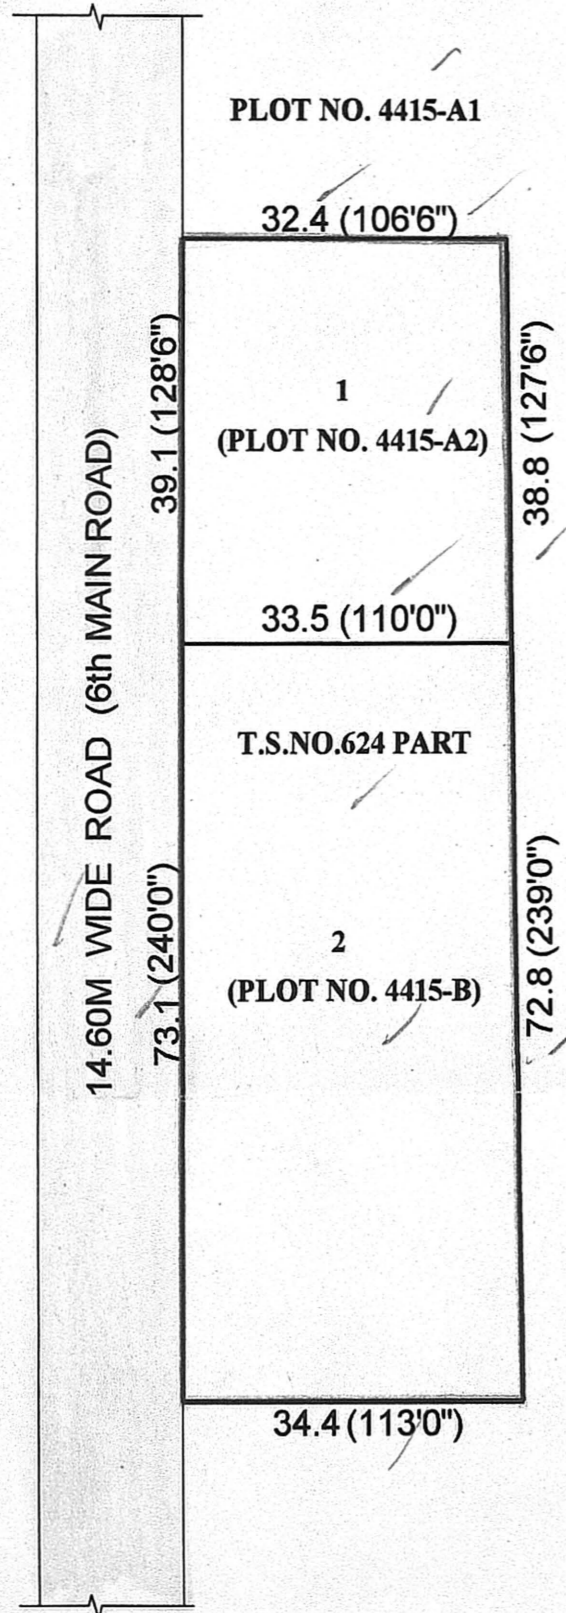 PLOT NO. 4415-A1
32.4 (106'6")
39.1 (128'6")
1
(PLOT NO. 4415-A2)
38.8 (127'6")
33.5 (110'0")
14.60M WIDE ROAD (6th MAIN ROAD)
T.S.NO.624 PART
73.1 (240'0")
2
(PLOT NO. 4415-B)
72.8 (239'0")
34.4 (113'0")